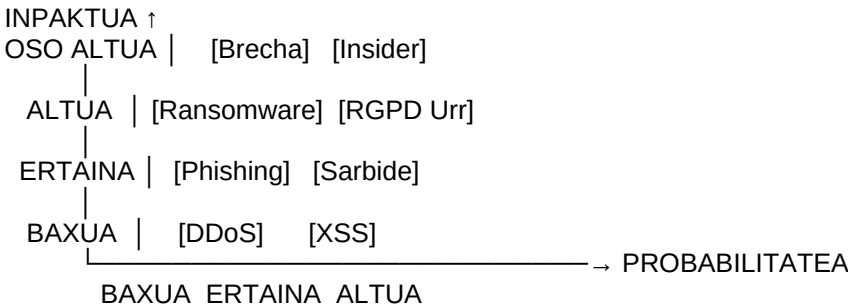 INPAKTUA ↑
OSO ALTUA │ [Brecha] [Insider]
│
ALTUA │ [Ransomware] [RGPD Urr]
│
ERTAINA │ [Phishing] [Sarbide]
│
BAXUA │ [DDoS] [XSS]
└────────────────────────────────→ PROBABILITATEA
BAXUA ERTAINA ALTUA